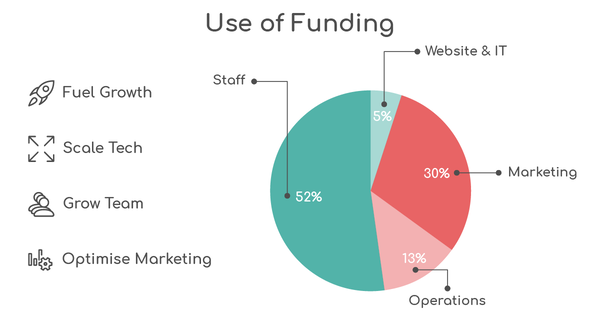 Use of Funding
Website & IT
Staff
Fuel Growth
5%
Scale Tech
30%
Marketing
52%
Grow Team
13%
Optimise Marketing
Operations